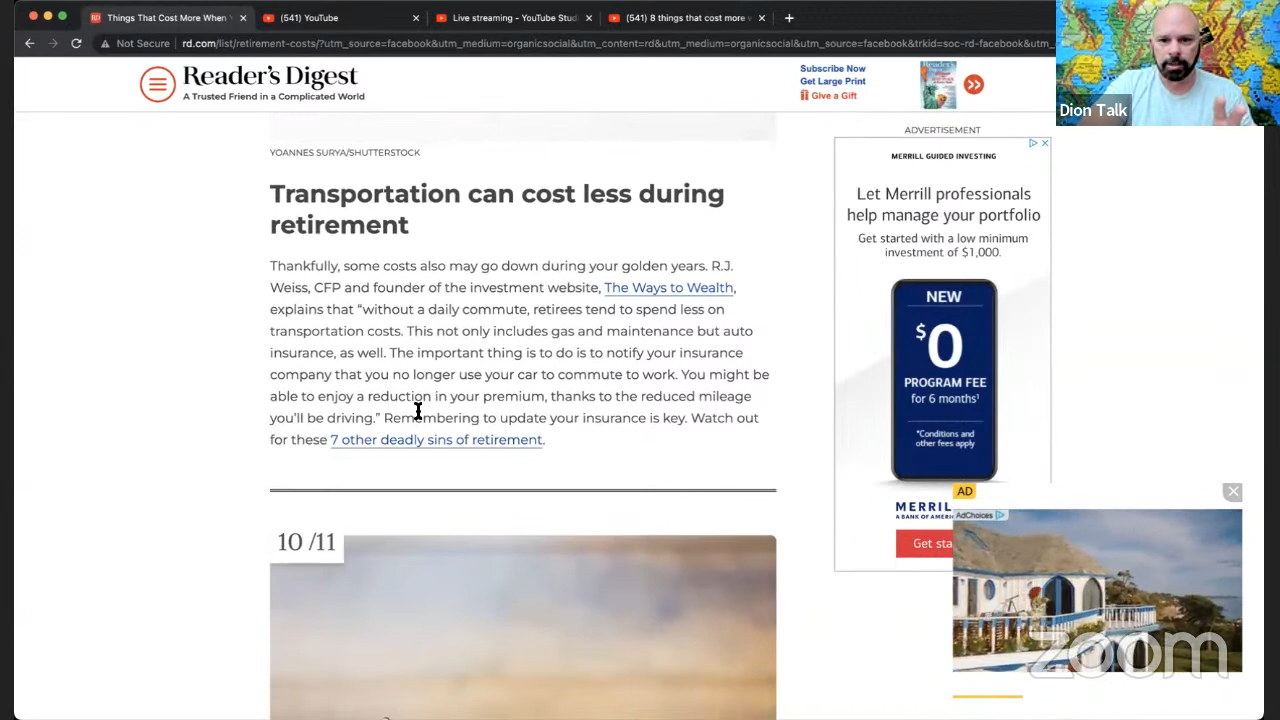 Things That Cost More When
(541) YouTube
Live streaming - YouTube Stud
(541) 8 things that cost more v
Not Secure
rd.com/list/retirement-costs/?utm_source=facebook&utm_medium=organicsocial&utm_content=rd&utm_medium=organicsocial&utm_source=facebook&trkid=soc-rd-facebook&utm_
Dion Talk
Reader's Digest
A Trusted Friend in a Complicated World
Subscribe Now
Get Large Print
Give a Gift
YOANNES SURYA/SHUTTERSTOCK
Transportation can cost less during
retirement
Thankfully, some costs also may go down during your golden years. R.J.
Weiss, CFP and founder of the investment website, The Ways to Wealth,
explains that “without a daily commute, retirees tend to spend less on
transportation costs. This not only includes gas and maintenance but auto
insurance, as well. The important thing is to do is to notify your insurance
company that you no longer use your car to commute to work. You might be
able to enjoy a reduction in your premium, thanks to the reduced mileage
you’ll be driving.” Remembering to update your insurance is key. Watch out
for these 7 other deadly sins of retirement.
10 /11
ADVERTISEMENT
MERRILL GUIDED INVESTING
Let Merrill professionals
help manage your portfolio
Get started with a low minimum
investment of $1,000.
NEW
$0
PROGRAM FEE
for 6 months¹
*Conditions and
other fees apply
MERRIL
A BANK OF AMERI
Get sta
AD
AdChoices
zoom